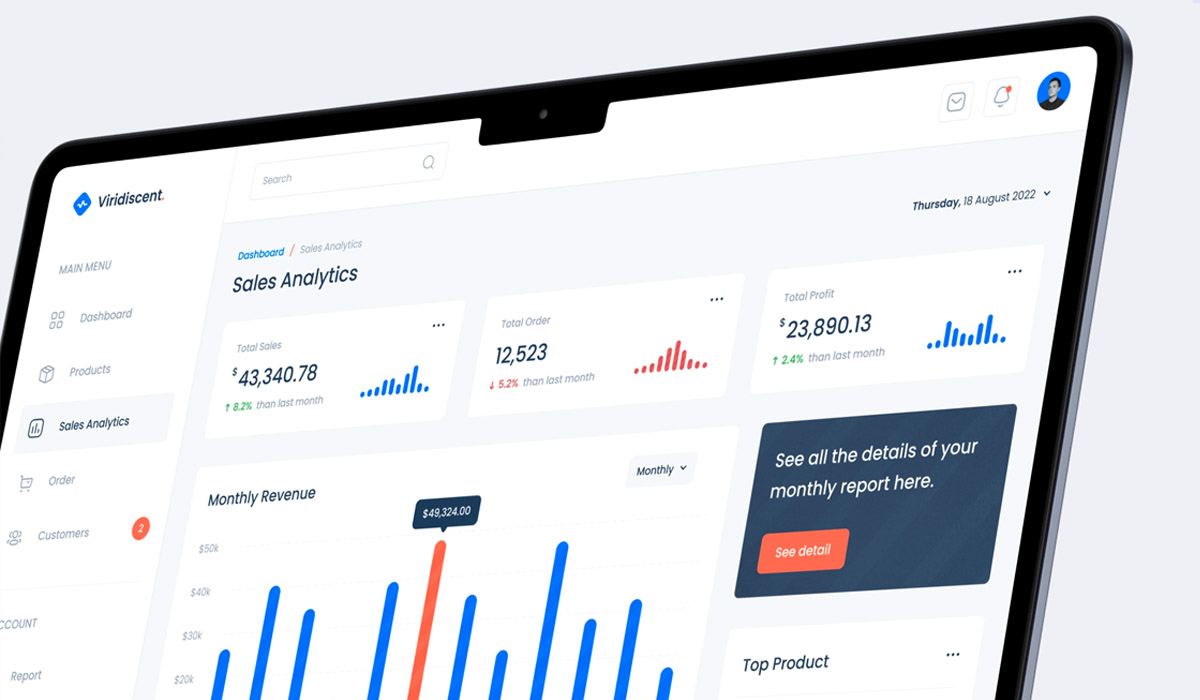 Viridiscent.
Search
Thursday, 18 August 2022
MAIN MENU
Dashboard
Products
Sales Analytics
Order
Customers
2
CCOUNT
Report
Dashboard / Sales Analytics
Sales Analytics
Total Sales
$43,340.78
↑ 8.2% than last month
Total Order
12,523
↓ 5.2% than last month
Total Profit
$23,890.13
↑ 2.4% than last month
Monthly Revenue
Monthly
$49,324.00
$50k
$40k
$30k
$20k
See all the details of your
monthly report here.
See detail
Top Product